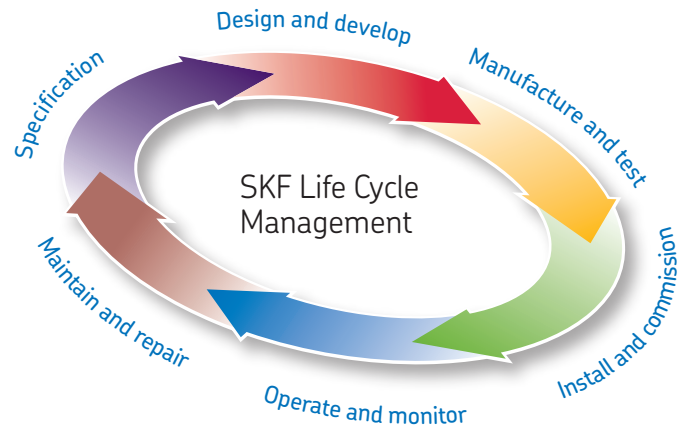 Design and develop
Manufacture and test
Specification
SKF Life Cycle
Management
Install and commission
Maintain and repair
Operate and monitor